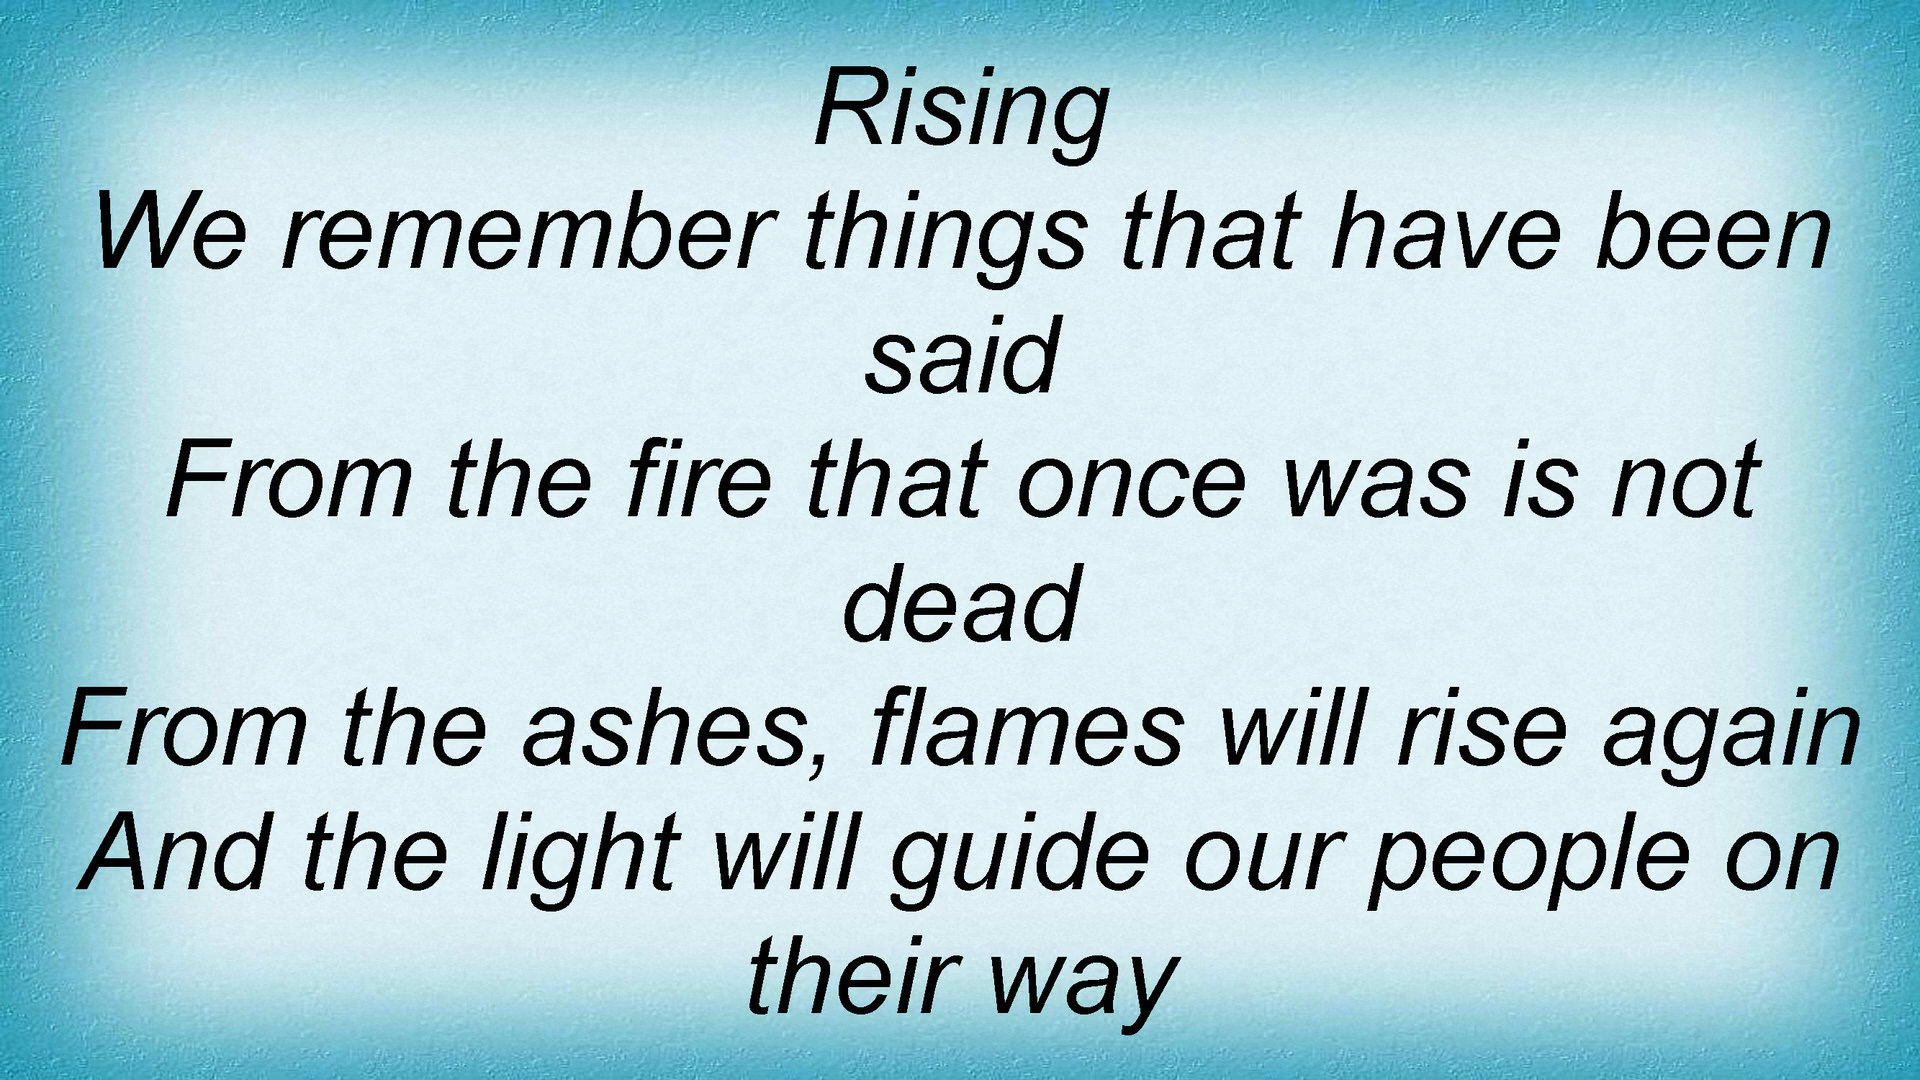 Rising
We remember things that have been
said
From the fire that once was is not
dead
From the ashes, flames will rise again
And the light will guide our people on
their way